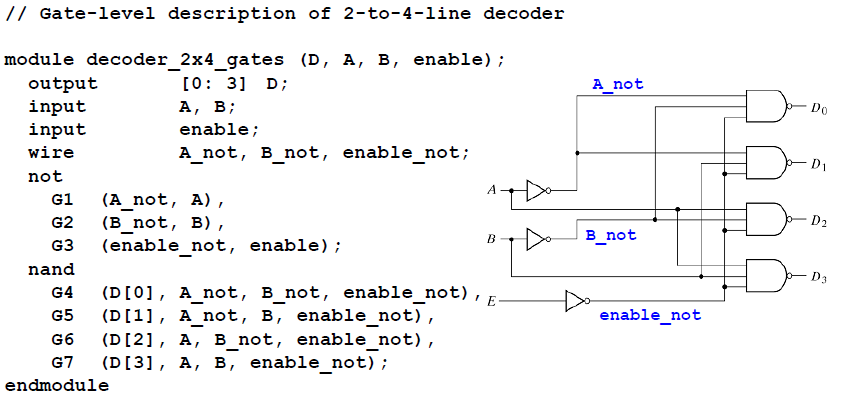 // Gate-level description of 2-to-4-line decoder
module decoder_2x4_gates (D, A, B, enable);
output [0: 3] D;
input A, B;
input enable;
wire A_not, B_not, enable_not;
not
G1 (A_not, A),
G2 (B_not, B),
G3 (enable_not, enable);
nand
G4 (D[0], A_not, B_not, enable_not),
G5 (D[1], A_not, B, enable_not),
G6 (D[2], A, B_not, enable_not),
G7 (D[3], A, B, enable_not);
endmodule
A_not
D0
D1
A
D2
B
B_not
D3
E
enable_not